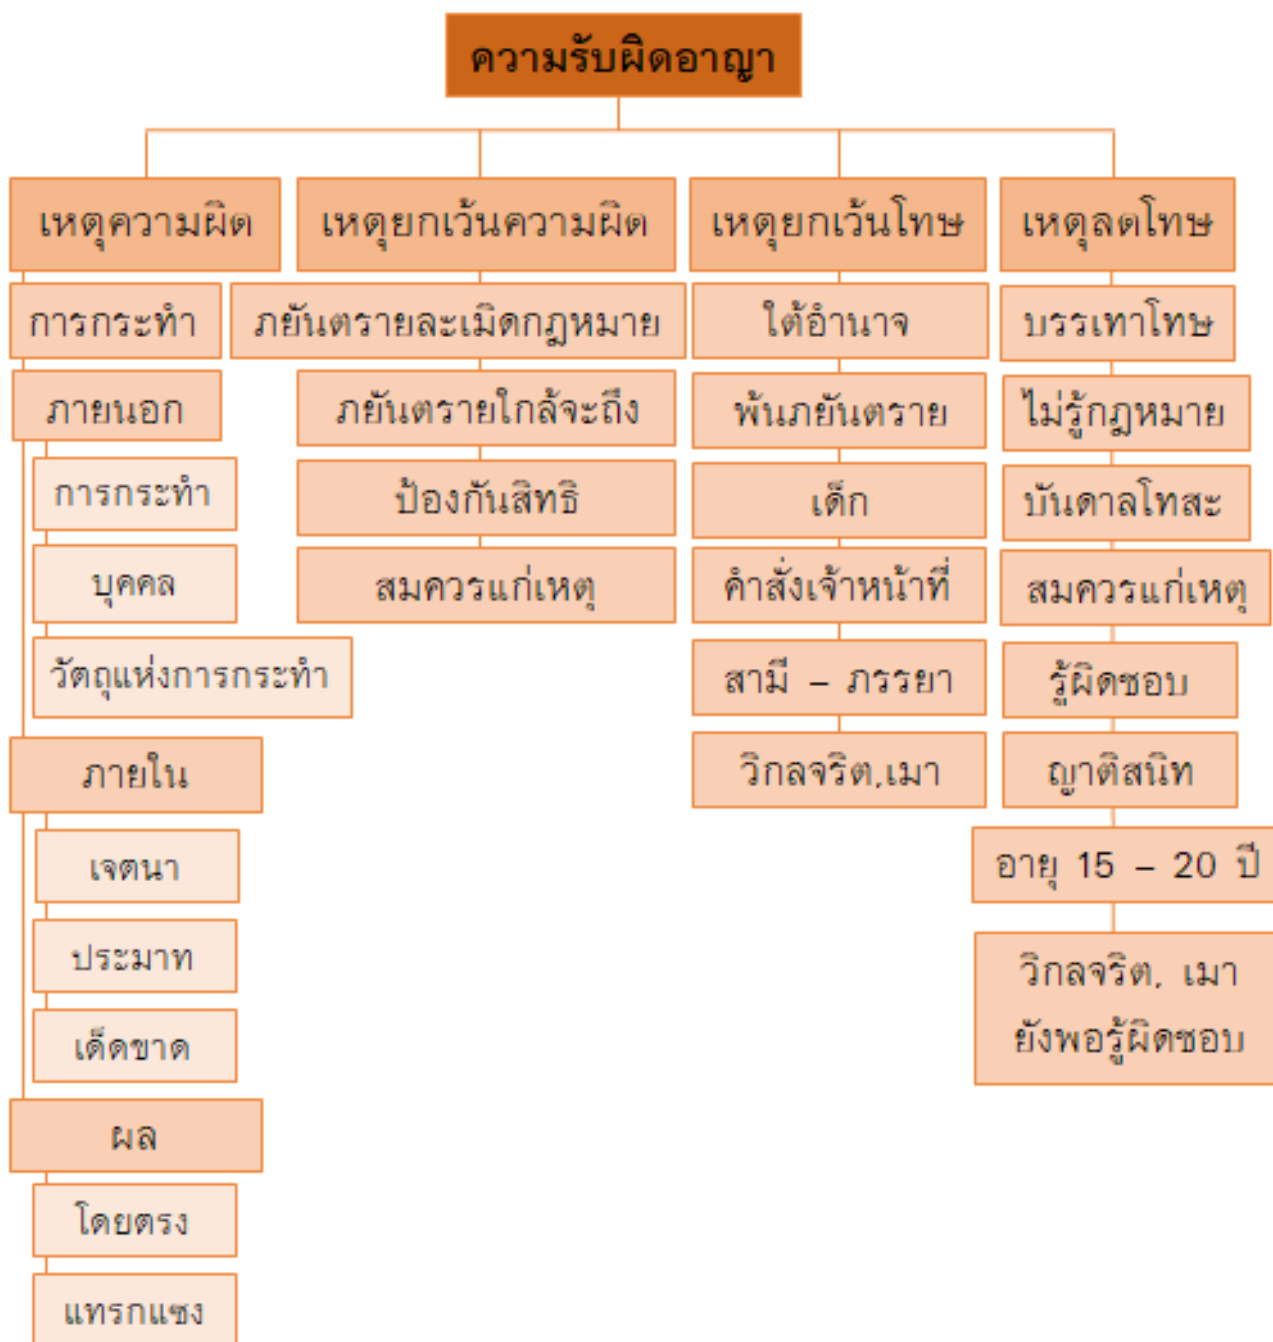 ความรับผิดอาญา
เหตุความผิด
การกระทำ
ภายนอก
การกระทำ
บุคคล
วัตถุแห่งการกระทำ
ภายใน
เจตนา
ประมาท
เด็ดขาด
ผล
โดยตรง
แทรกแซง
เหตุยกเว้นความผิด
ภยันตรายละเมิดกฎหมาย
ภยันตรายใกล้จะถึง
ป้องกันสิทธิ
สมควรแก่เหตุ
เหตุยกเว้นโทษ
ใต้อำนาจ
พ้นภยันตราย
เด็ก
คำสั่งเจ้าหน้าที่
สามี – ภรรยา
วิกลจริต,เมา
เหตุลดโทษ
บรรเทาโทษ
ไม่รู้กฎหมาย
บันดาลโทสะ
สมควรแก่เหตุ
รู้ผิดชอบ
ญาติสนิท
อายุ 15 – 20 ปี
วิกลจริต, เมา
ยังพอรู้ผิดชอบ